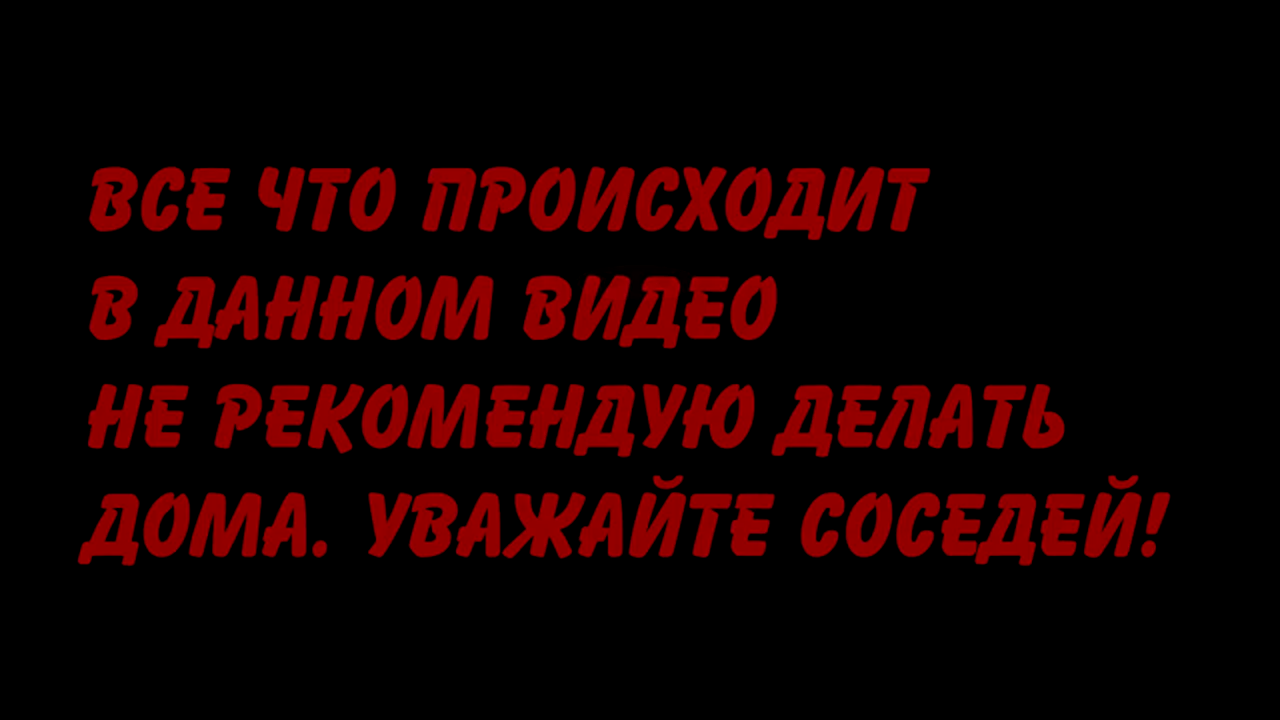 ВСЕ ЧТО ПРОИСХОДИТ
В ДАННОМ ВИДЕО
НЕ РЕКОМЕНДУЮ ДЕЛАТЬ
ДОМА. УВАЖАЙТЕ СОСЕДЕЙ!